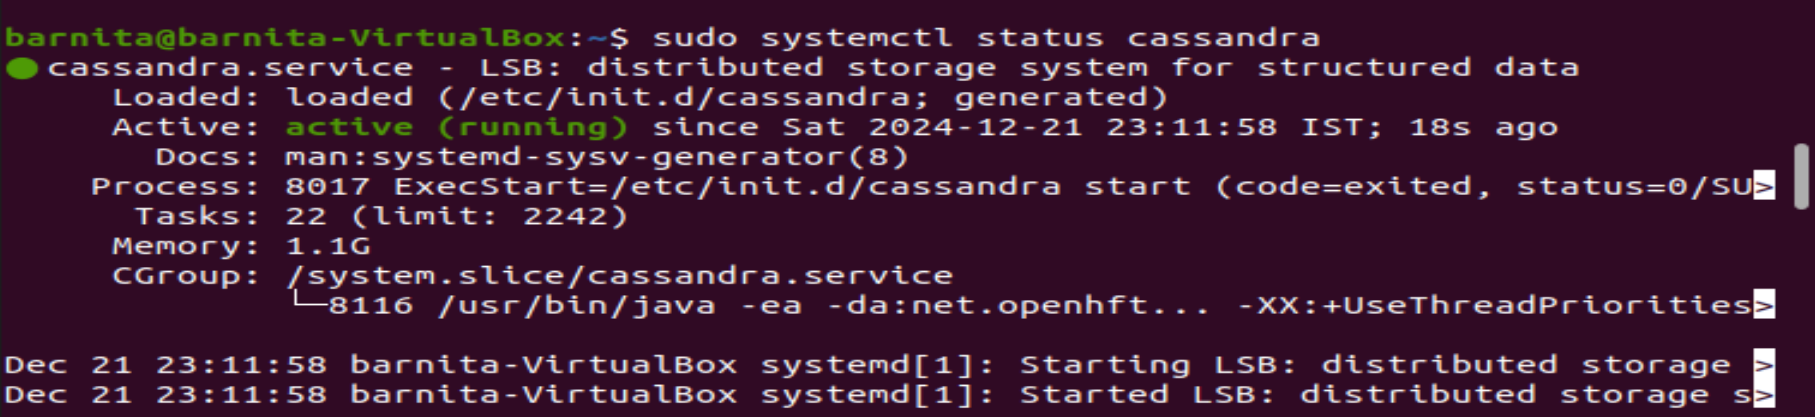 barnita@barnita-VirtualBox:~$ sudo systemctl status cassandra
● cassandra.service - LSB: distributed storage system for structured data
     Loaded: loaded (/etc/init.d/cassandra; generated)
     Active: active (running) since Sat 2024-12-21 23:11:58 IST; 18s ago
       Docs: man:systemd-sysv-generator(8)
    Process: 8017 ExecStart=/etc/init.d/cassandra start (code=exited, status=0/SU>
      Tasks: 22 (limit: 2242)
     Memory: 1.1G
     CGroup: /system.slice/cassandra.service
             └─8116 /usr/bin/java -ea -da:net.openhft... -XX:+UseThreadPriorities>
Dec 21 23:11:58 barnita-VirtualBox systemd[1]: Starting LSB: distributed storage >
Dec 21 23:11:58 barnita-VirtualBox systemd[1]: Started LSB: distributed storage s>